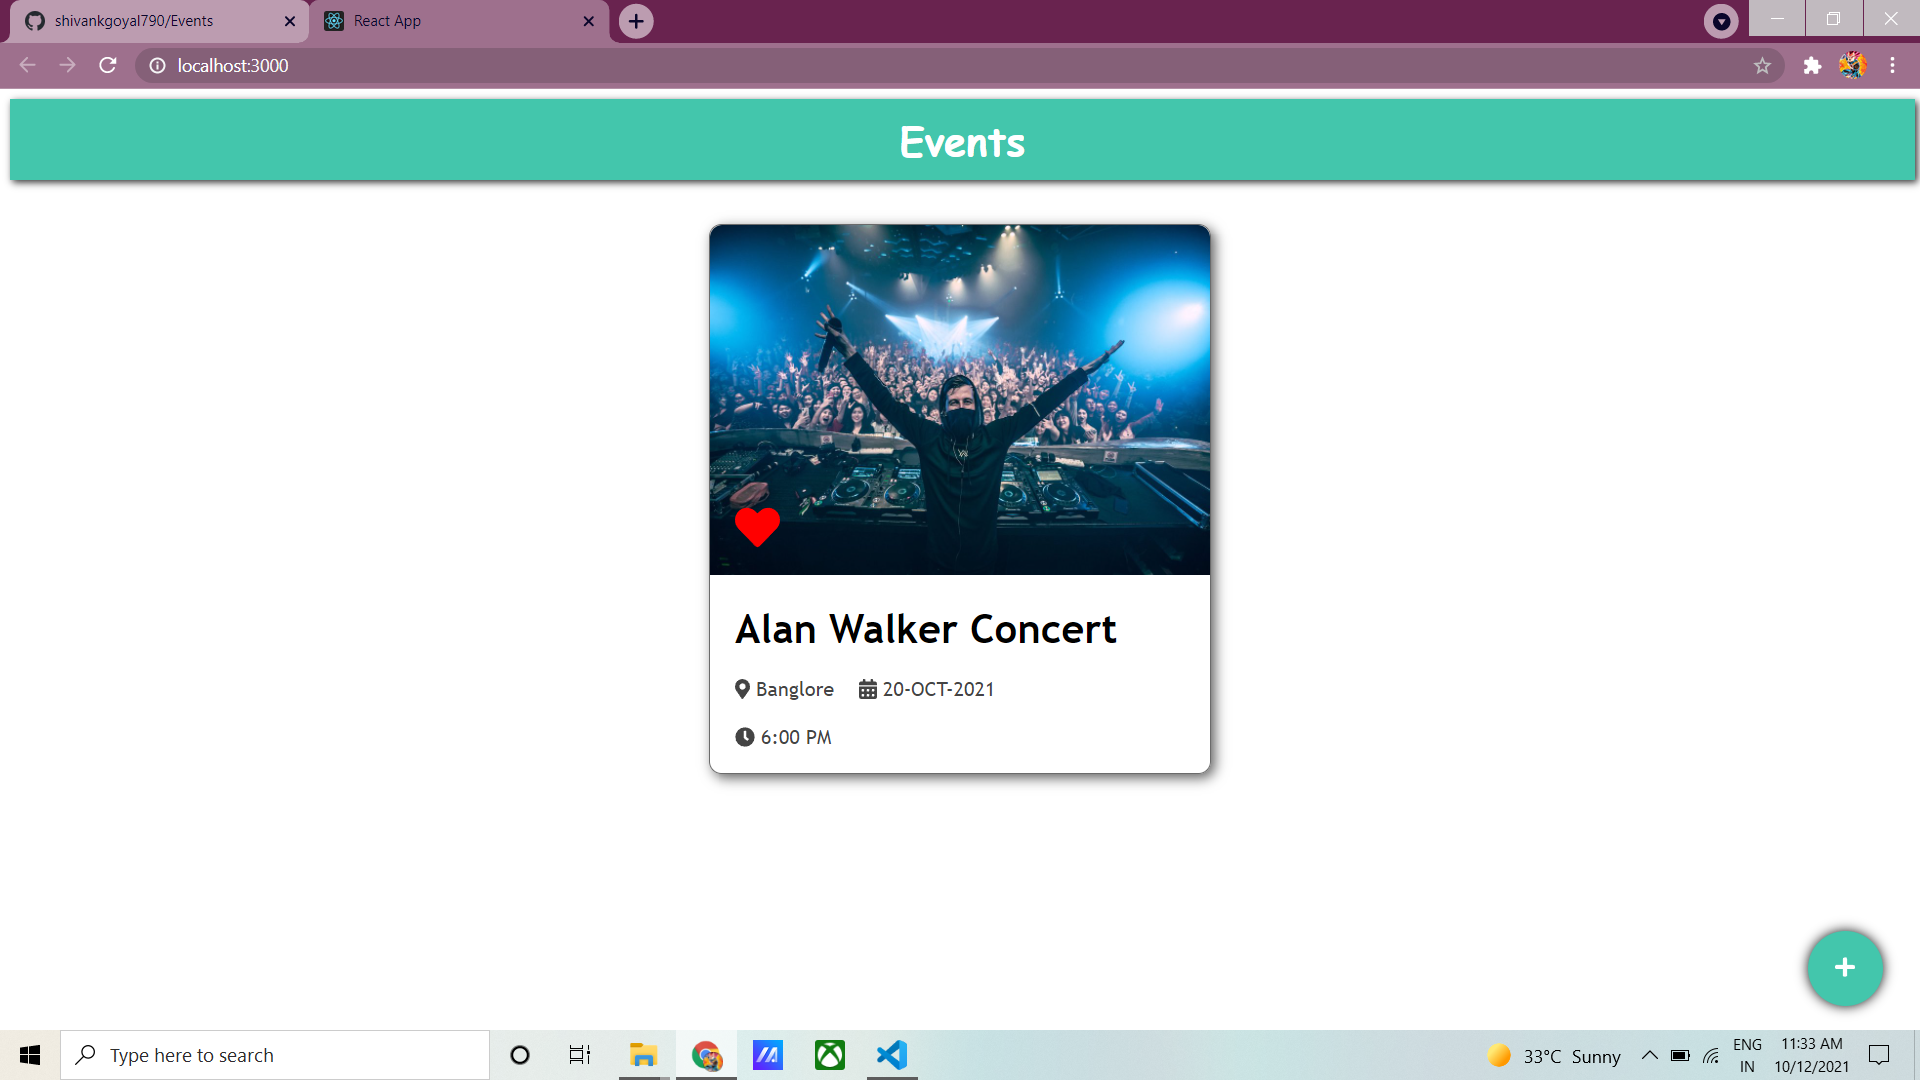 shivankgoyal790/Events
React App
localhost:3000
Events
Alan Walker Concert
Banglore 20-OCT-2021
6:00 PM
Type here to search
33°C Sunny
ENG
IN
11:33 AM
10/12/2021